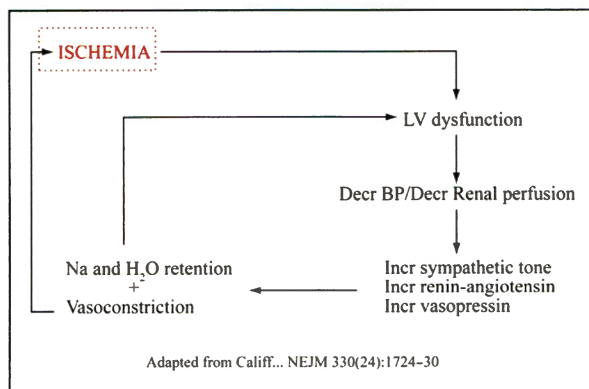 ISCHEMIA
LV dysfunction
Decr BP/Decr Renal perfusion
Incr sympathetic tone
Incr renin-angiotensin
Incr vasopressin
Na and H₂O retention
+
Vasoconstriction
Adapted from Califf... NEJM 330(24):1724-30